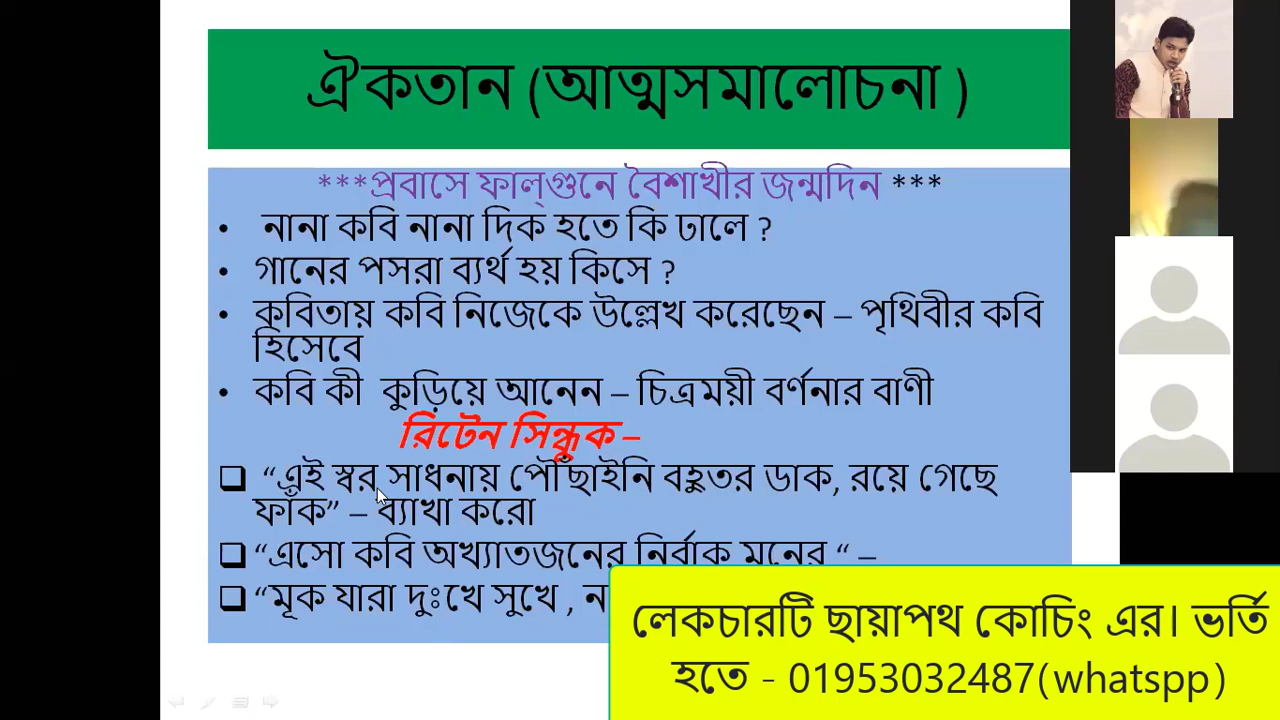 ঐকতান (আত্মসমালোচনা )
***প্রবাসে ফাল্‌গুনে বৈশাখীর জন্মদিন ***
• নানা কবি নানা দিক হতে কি ঢালে ?
• গানের পসরা ব্যর্থ হয় কিসে ?
• কবিতায় কবি নিজেকে উল্লেখ করেছেন – পৃথিবীর কবি
হিসেবে
• কবি কী কুড়িয়ে আনেন – চিত্রময়ী বর্ণনার বাণী
রিটেন সিন্ধুক –
❑ “এই স্বর সাধনায় পৌঁছাইনি বহুতর ডাক, রয়ে গেছে
ফাঁক” – ব্যাখা করো
❑ “এসো কবি অখ্যাতজনের নির্বাক মনের “ –
❑ “মূক যারা দুঃখে সুখে , ন
লেকচারটি ছায়াপথ কোচিং এর। ভর্তি
হতে - 01953032487(whatspp)